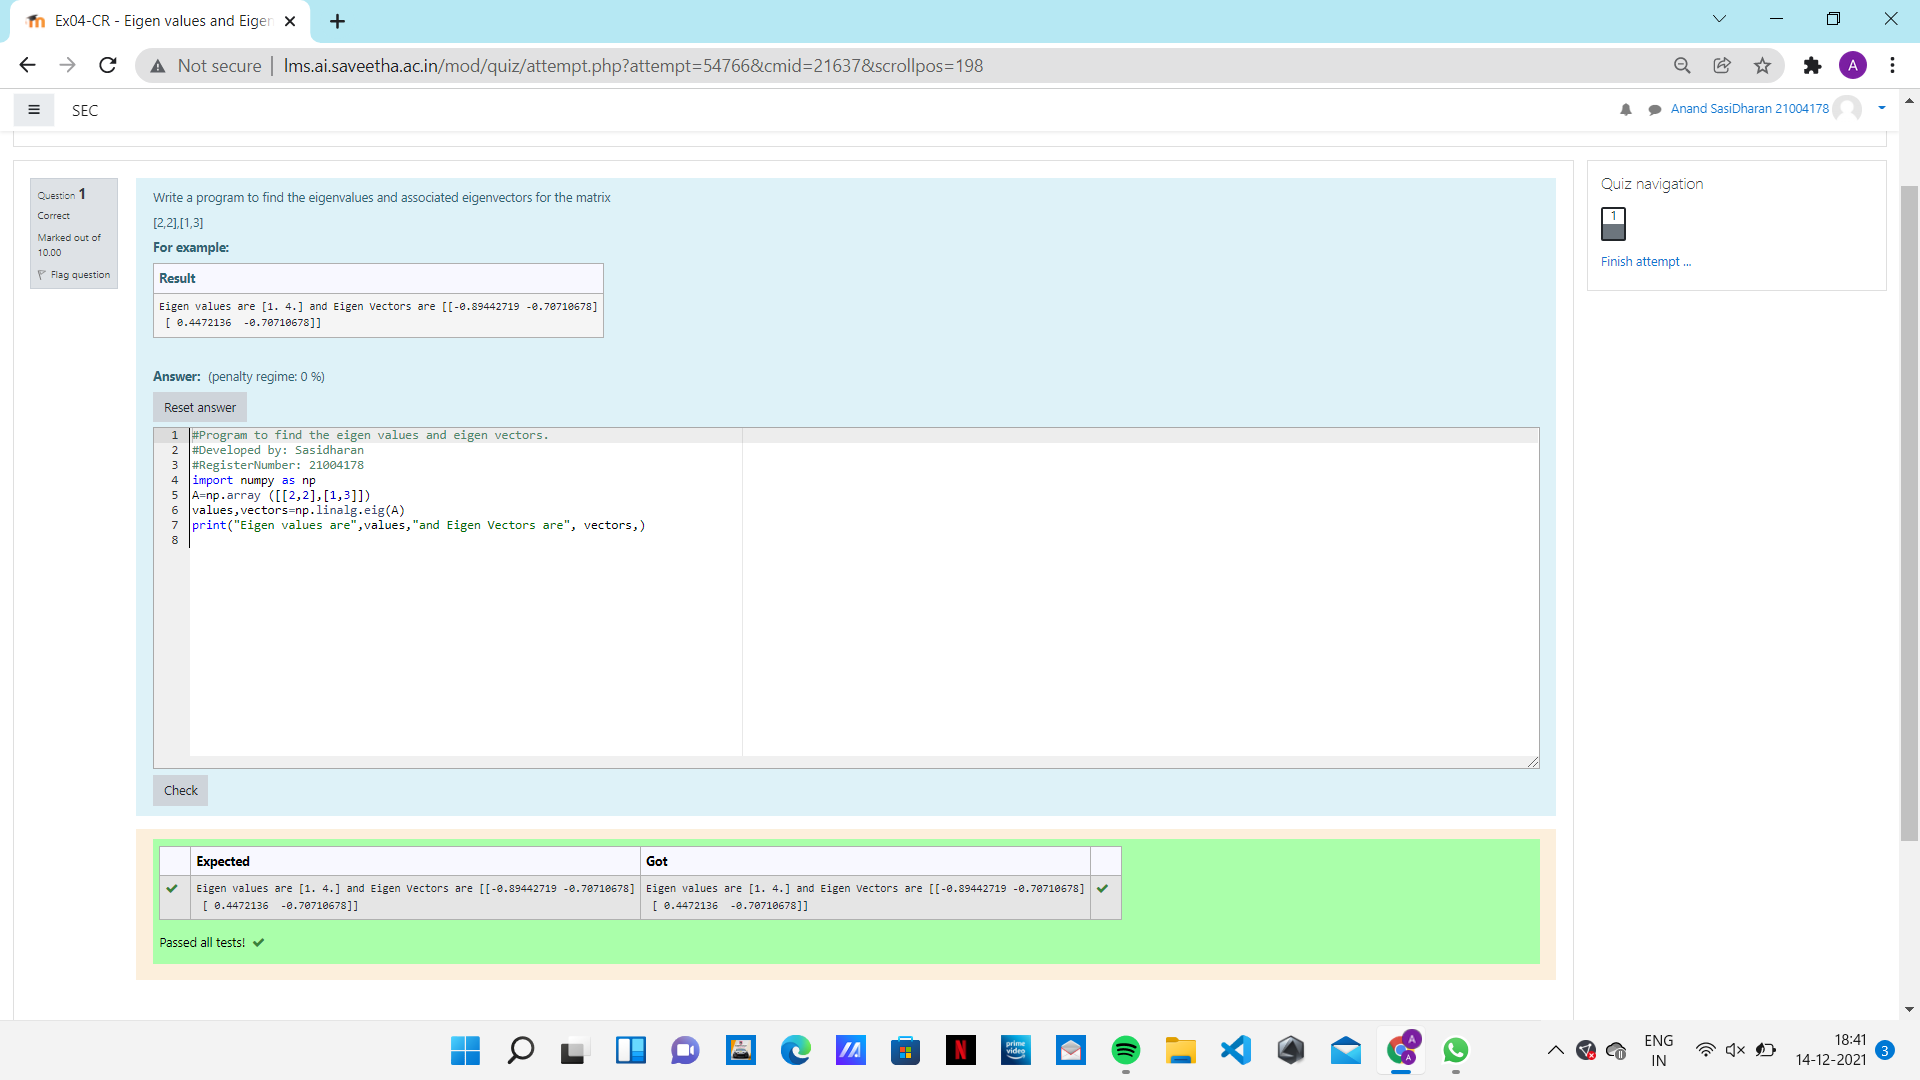 Ex04-CR - Eigen values and Eigen
Not secure | lms.ai.saveetha.ac.in/mod/quiz/attempt.php?attempt=54766&cmid=21637&scrollpos=198
A
SEC
Anand SasiDharan 21004178
Question 1
Correct
Marked out of
10.00
Flag question
Write a program to find the eigenvalues and associated eigenvectors for the matrix
[2,2],[1,3]
For example:
Result
Eigen values are [1. 4.] and Eigen Vectors are [[-0.89442719 -0.70710678]
[ 0.4472136  -0.70710678]]
Answer: (penalty regime: 0 %)
Reset answer
1 #Program to find the eigen values and eigen vectors.
2 #Developed by: Sasidharan
3 #RegisterNumber: 21004178
4 import numpy as np
5 A=np.array ([[2,2],[1,3]])
6 values,vectors=np.linalg.eig(A)
7 print("Eigen values are",values,"and Eigen Vectors are", vectors,)
8
Check
Expected Got
Eigen values are [1. 4.] and Eigen Vectors are [[-0.89442719 -0.70710678] Eigen values are [1. 4.] and Eigen Vectors are [[-0.89442719 -0.70710678]
[ 0.4472136  -0.70710678]] [ 0.4472136  -0.70710678]]
Passed all tests!
Quiz navigation
1
Finish attempt ...
N
prime
video
A
A
ENG
IN
18:41
14-12-2021
3